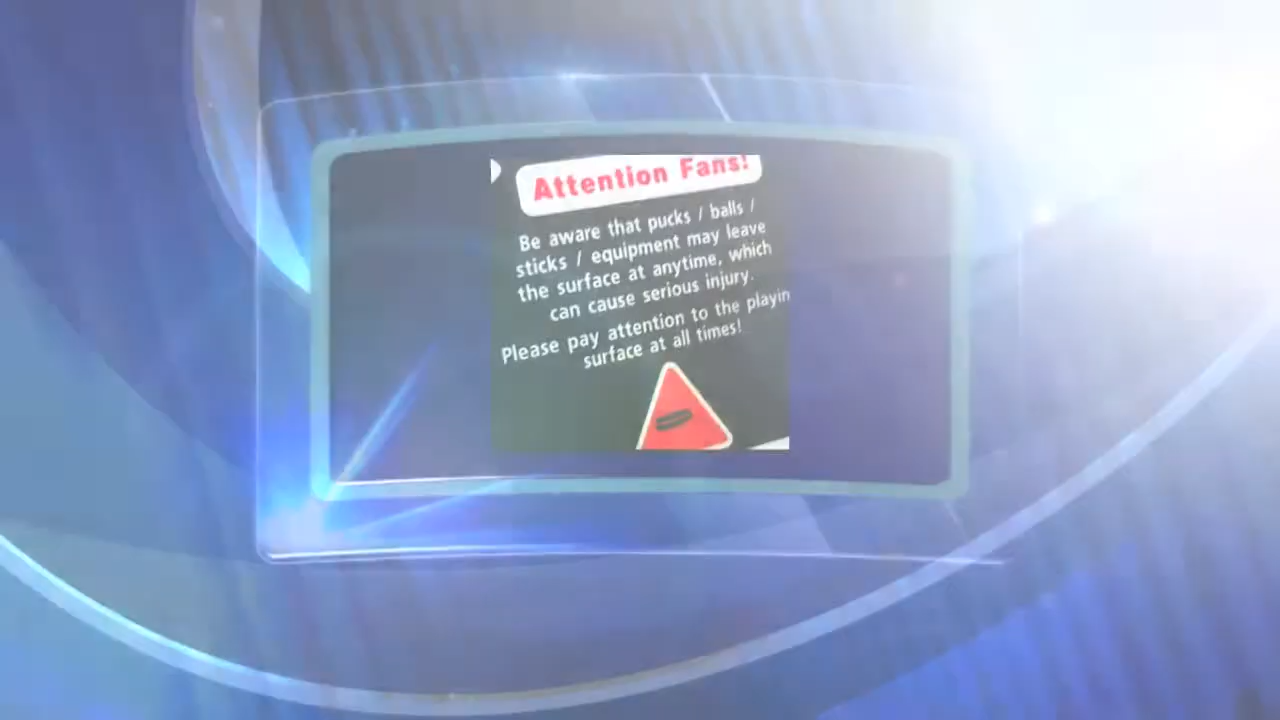 Attention Fans!
Be aware that pucks / balls /
sticks / equipment may leave
the surface at anytime, which
can cause serious injury.
Please pay attention to the playin
surface at all times!